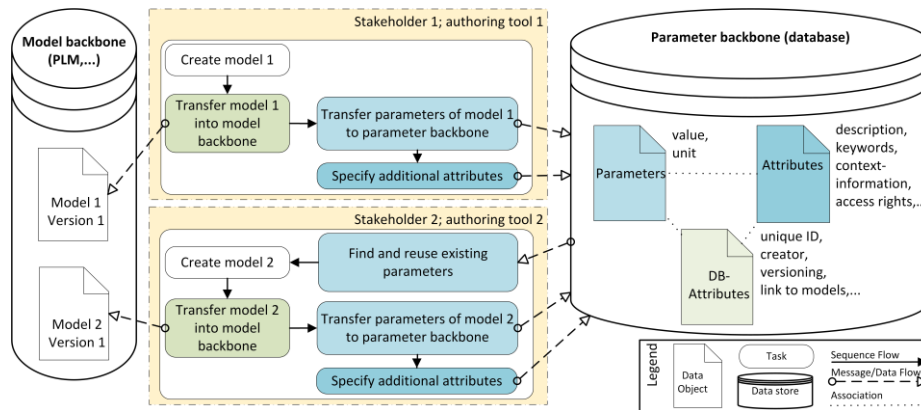 Model backbone
(PLM,...)
Model 1
Version 1
Model 2
Version 1
Stakeholder 1; authoring tool 1
Create model 1
Transfer model 1
into model
backbone
Transfer parameters of model 1
to parameter backbone
Specify additional attributes
Stakeholder 2; authoring tool 2
Find and reuse existing
parameters
Create model 2
Transfer model 2
into model
backbone
Transfer parameters of model 2
to parameter backbone
Specify additional attributes
Parameter backbone (database)
Parameters
value,
unit
Attributes
description,
keywords,
context-
information,
access rights,..
DB-
Attributes
unique ID,
creator,
versioning,
link to models,...
Legend
Data
Object
Task
Data store
Sequence Flow
Message/Data Flow
Association